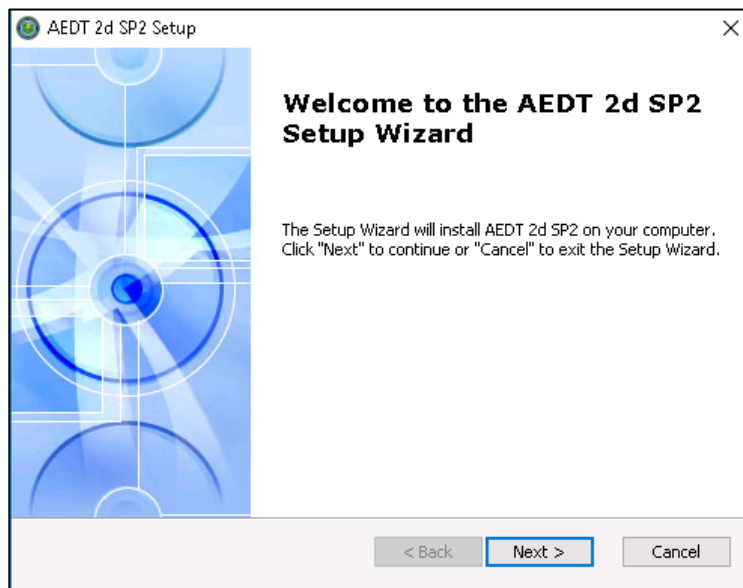 AEDT 2d SP2 Setup
Welcome to the AEDT 2d SP2
Setup Wizard
The Setup Wizard will install AEDT 2d SP2 on your computer.
Click "Next" to continue or "Cancel" to exit the Setup Wizard.
< Back
Next >
Cancel